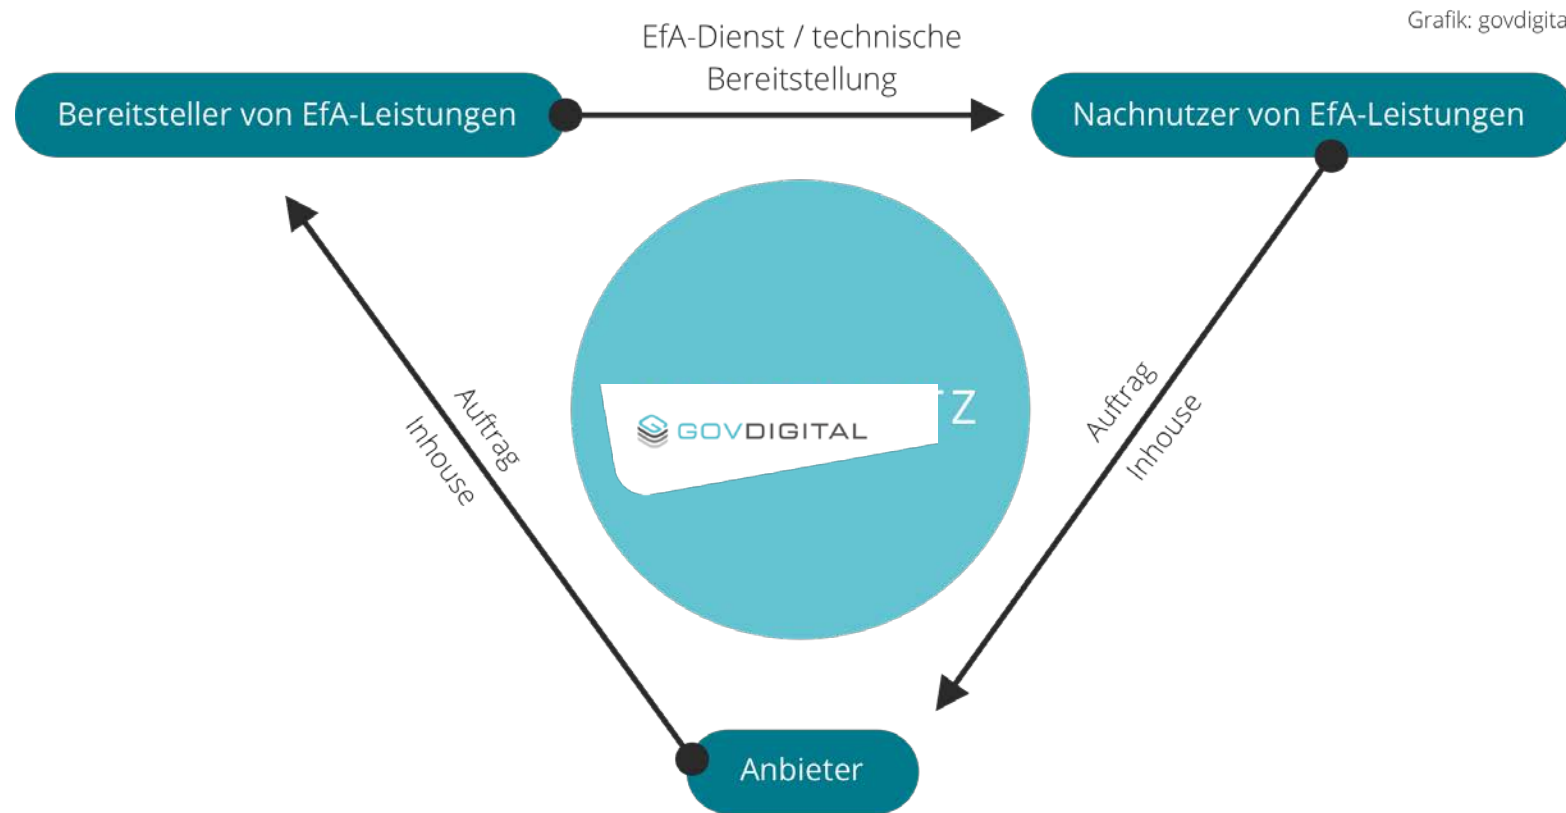 Grafik: govdigita
EfA-Dienst / technische
Bereitstellung
Bereitsteller von EfA-Leistungen
Nachnutzer von EfA-Leistungen
GOVDIGITAL
Z
Auftrag
Inhouse
Auftrag
Inhouse
Anbieter